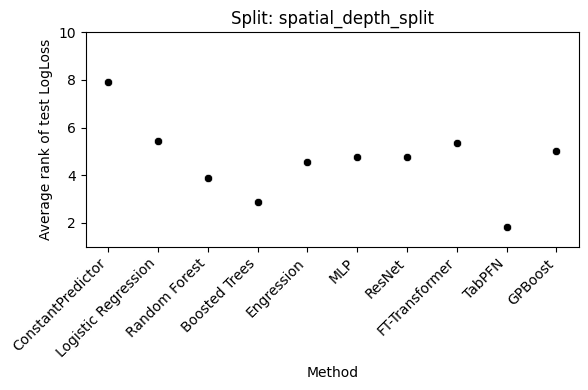 Split: spatial_depth_split
Average rank of test LogLoss
10
8
6
4
2
ConstantPredictor
Logistic Regression
Random Forest
Boosted Trees
Engression
MLP
ResNet
FT-Transformer
TabPFN
GPBoost
Method